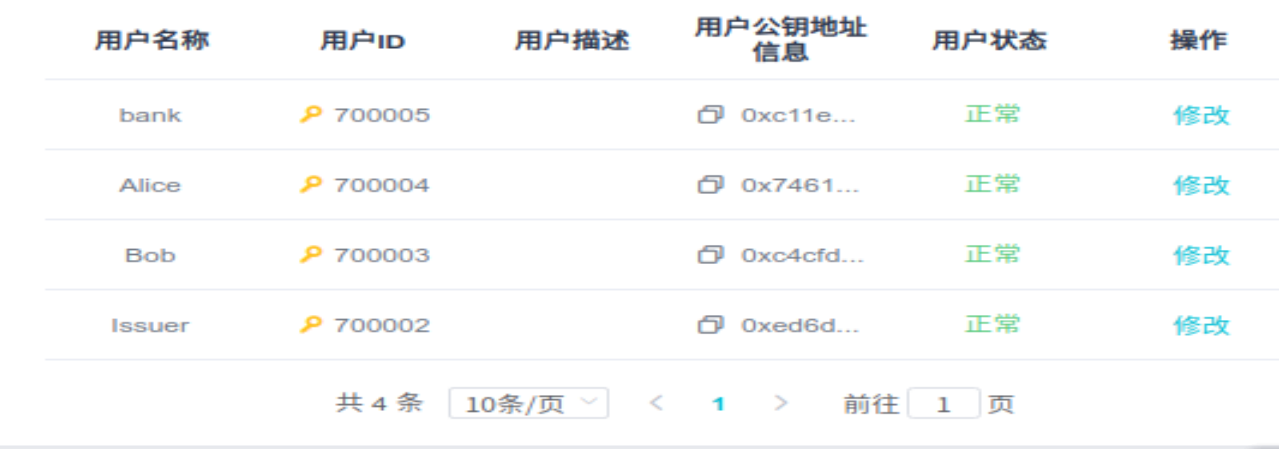 用户名称 用户ID 用户描述 用户公钥地址信息 用户状态 操作
bank 700005 0xc11e... 正常 修改
Alice 700004 0x7461... 正常 修改
Bob 700003 0xc4cfd... 正常 修改
Issuer 700002 0xed6d... 正常 修改
共 4 条 10条/页 < 1 > 前往 1 页